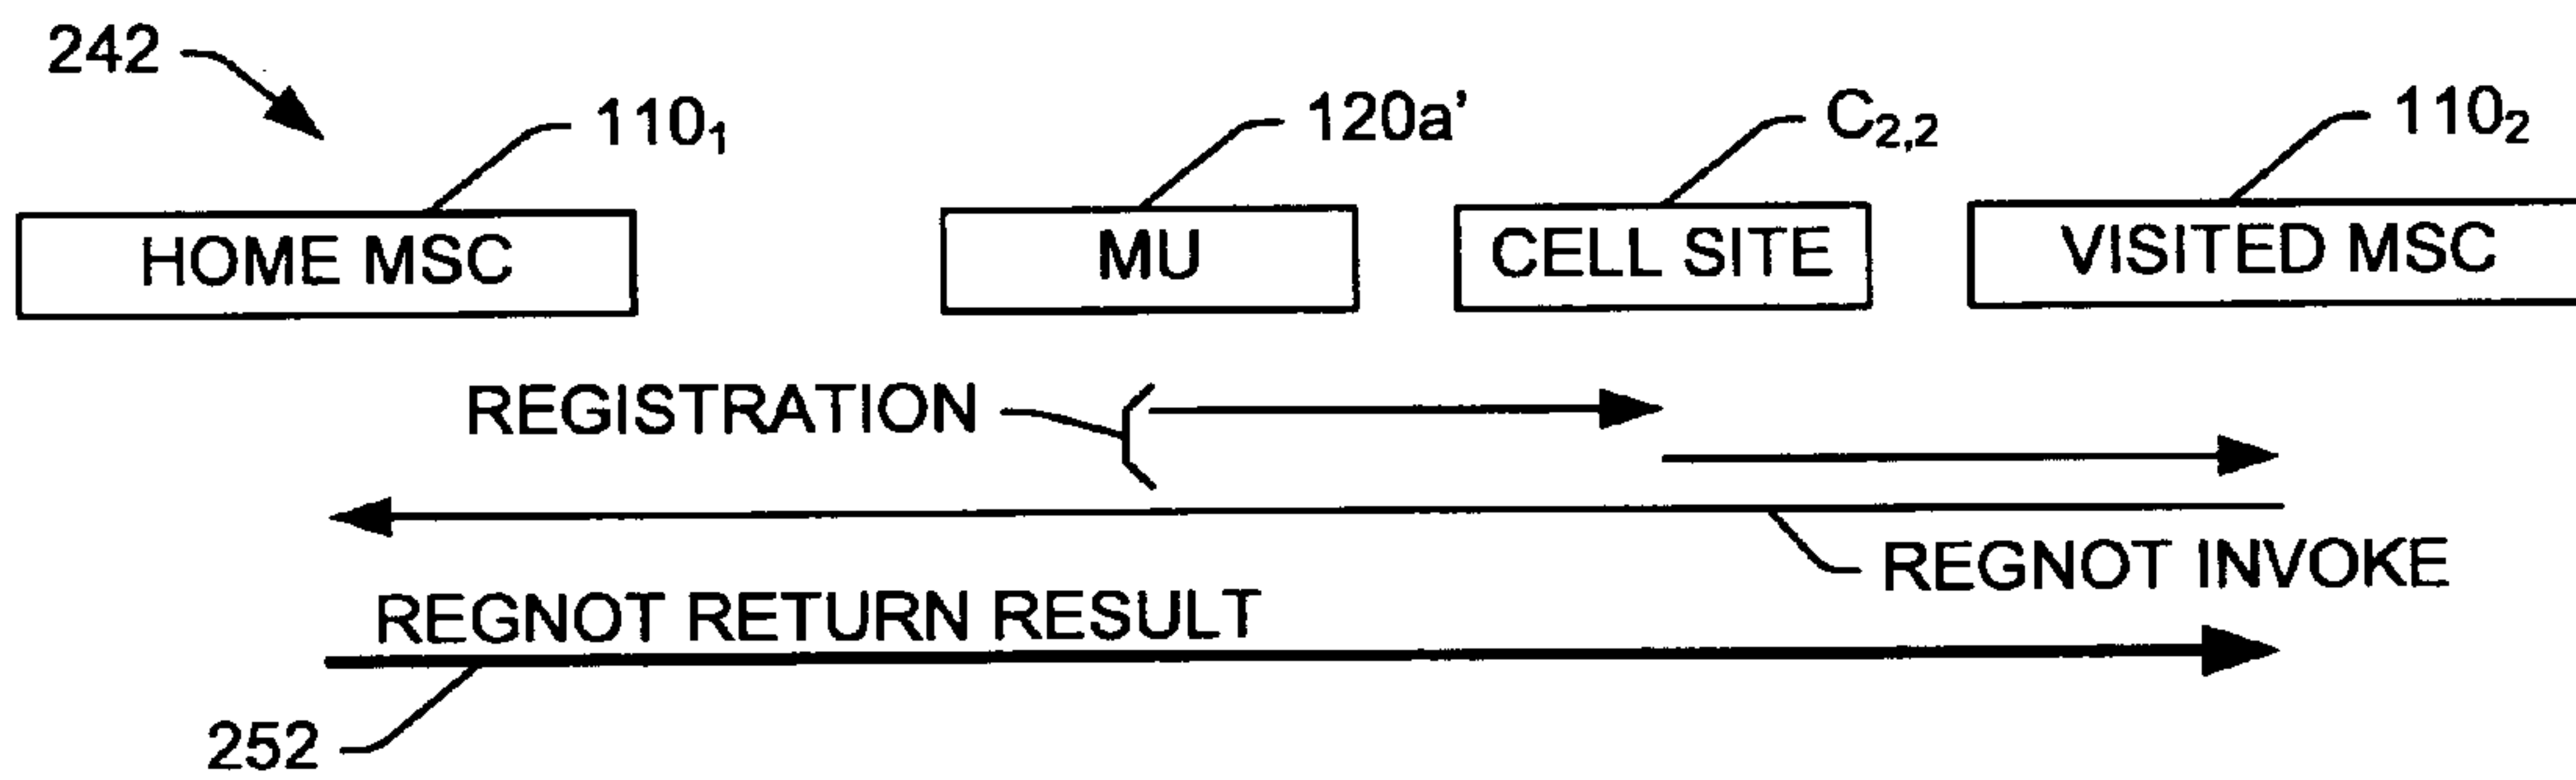 242
110₁
120a’
C₂,₂
110₂
HOME MSC
MU
CELL SITE
VISITED MSC
REGISTRATION
REGNOT INVOKE
REGNOT RETURN RESULT
252